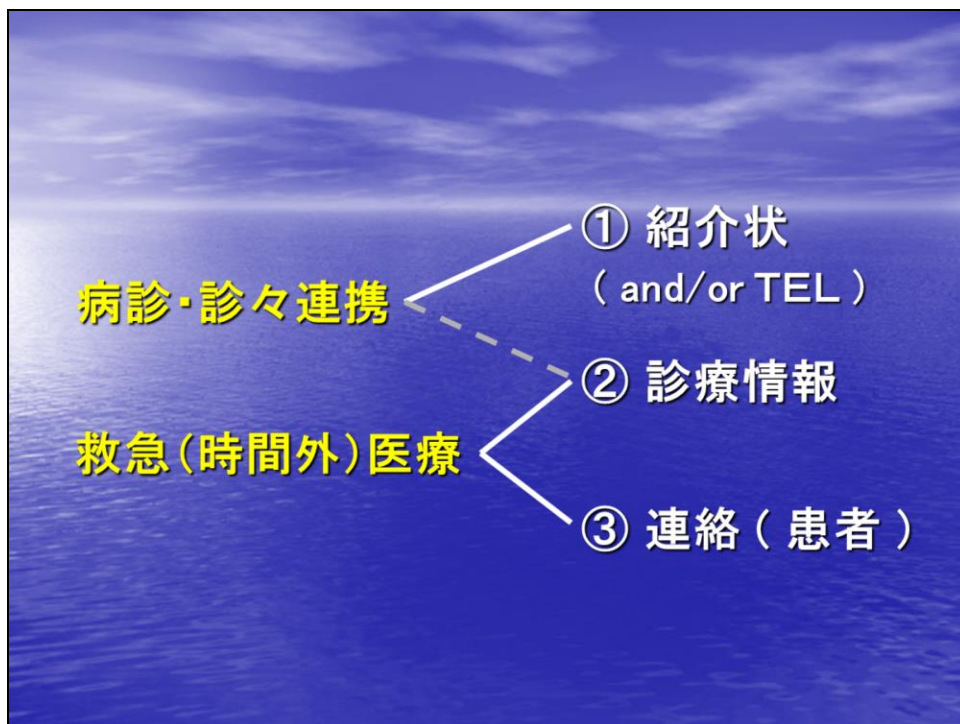 病診・診々連携
① 紹介状
( and/or TEL )
② 診療情報
救急(時間外)医療
③ 連絡 ( 患者 )